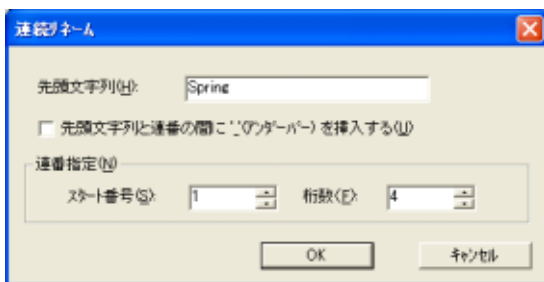 連続リネーム
先頭文字列(H): Spring
先頭文字列と連番の間に'_'(アンダーバー)を挿入する(U)
連番指定(N)
スタート番号(S): 1 桁数(F): 4
OK キャンセル